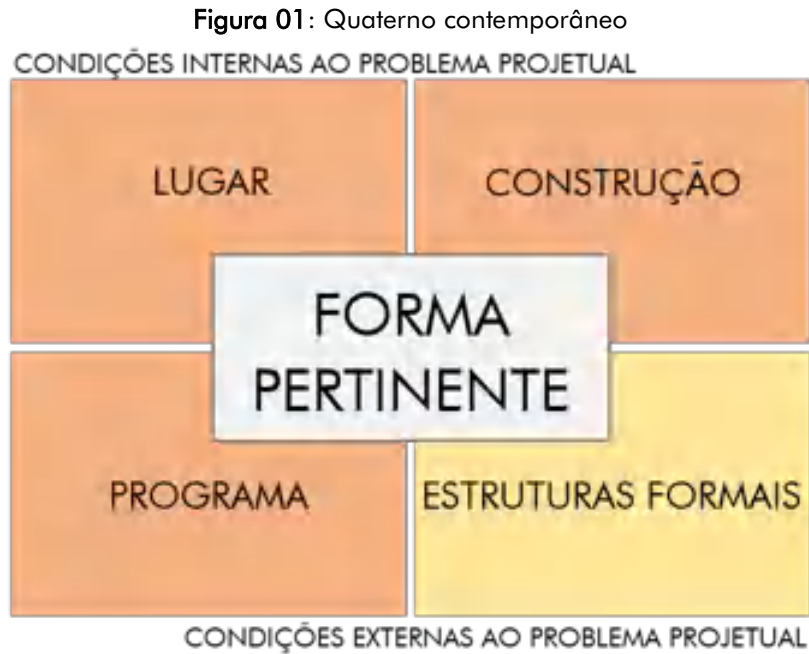 Figura 01: Quaterno contemporâneo
CONDIÇÕES INTERNAS AO PROBLEMA PROJETUAL
LUGAR
CONSTRUÇÃO
FORMA
PERTINENTE
PROGRAMA
ESTRUTURAS FORMAIS
CONDIÇÕES EXTERNAS AO PROBLEMA PROJETUAL